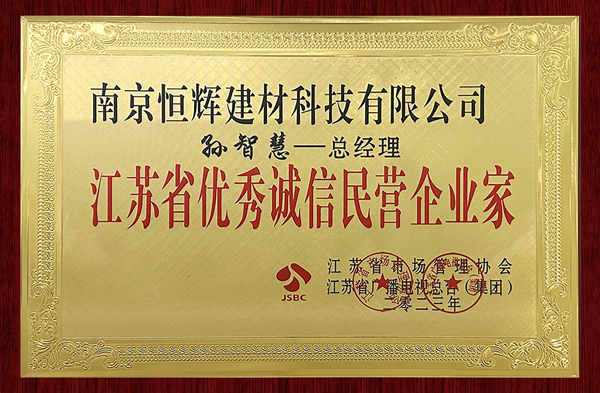 南京恒辉建材科技有限公司
孙智慧——总经理
江苏省优秀诚信民营企业家
JSBC
江苏省市场管理协会
江苏省广播电视总台（集团）
二零二三年